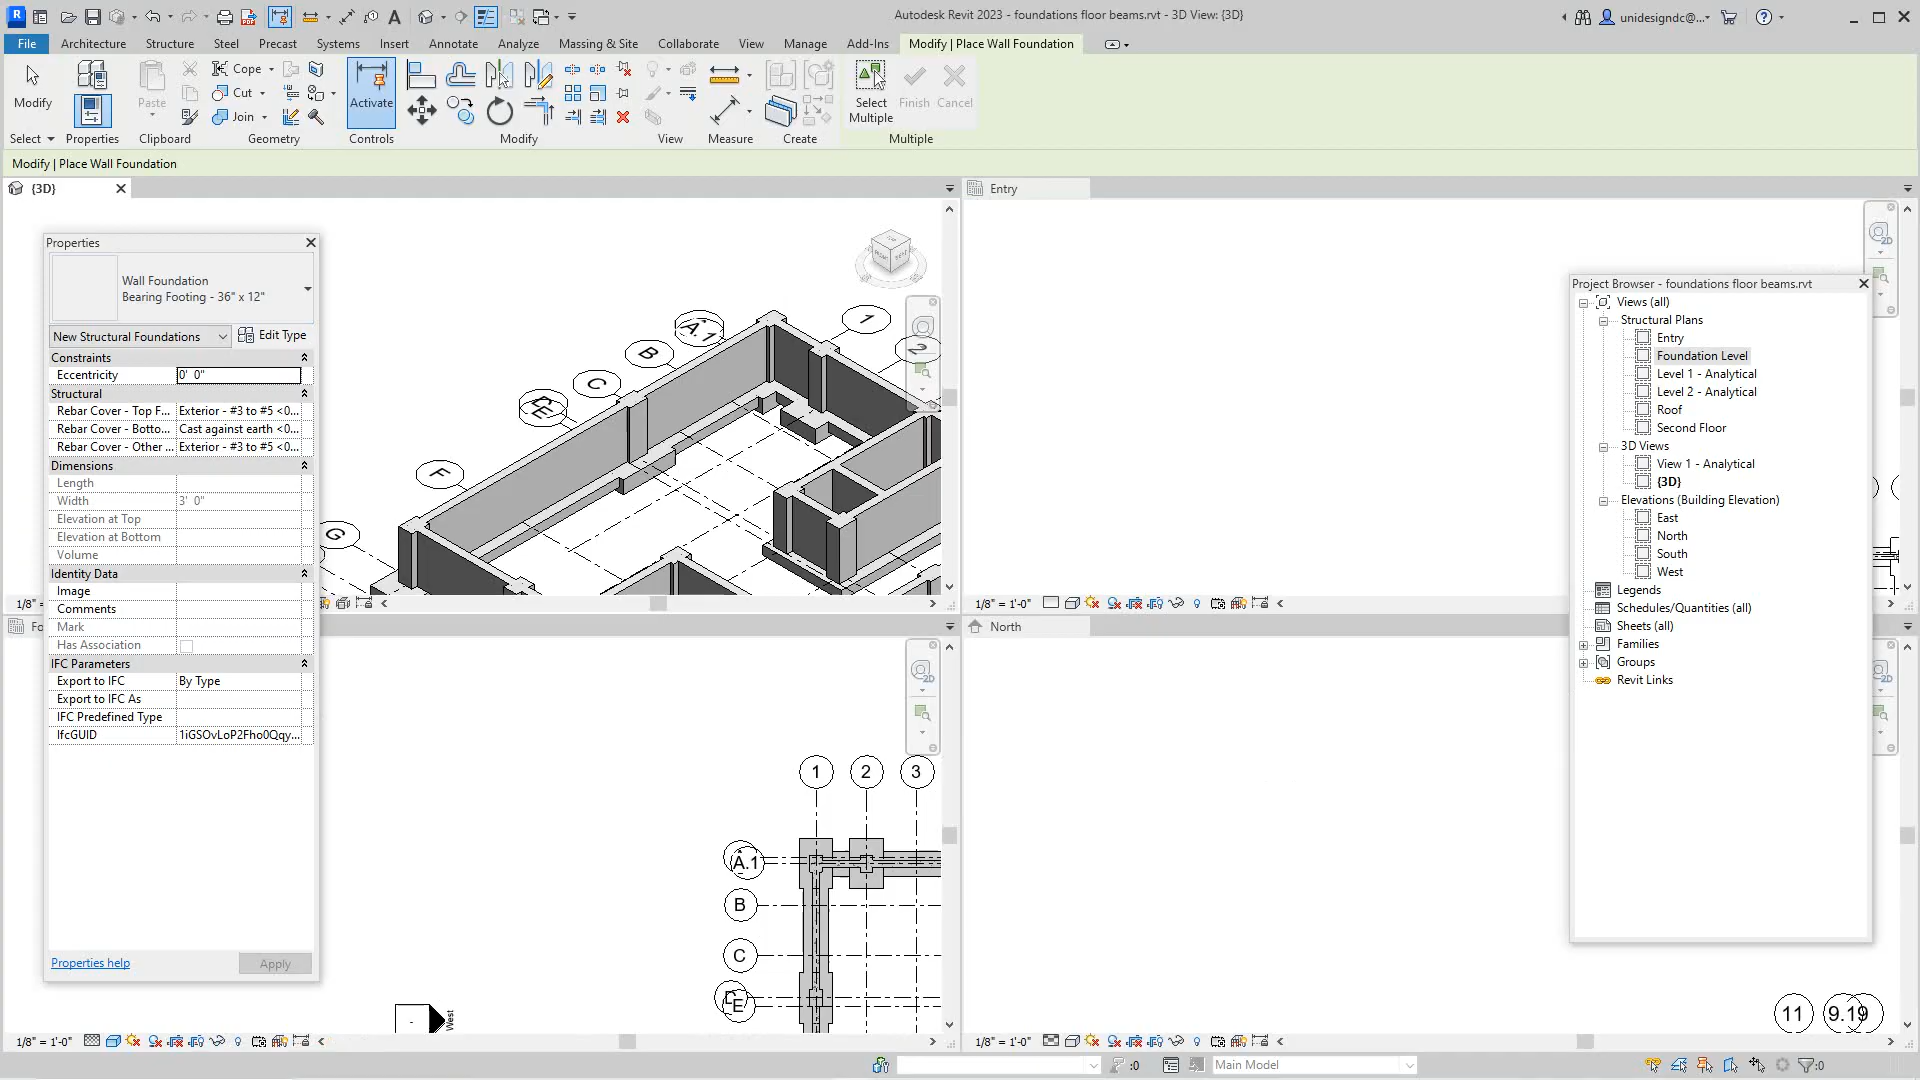 Autodesk Revit 2023 - foundations floor beams.rvt - 3D View: {3D}
unidesigndc@...
File Architecture Structure Steel Precast Systems Insert Annotate Analyze Massing & Site Collaborate View Manage Add-Ins Modify | Place Wall Foundation
Modify
Paste
Cope
Cut
Join
Activate
Select Multiple
Finish
Cancel
Select Properties Clipboard Geometry Controls Modify View Measure Create Multiple
Modify | Place Wall Foundation
{3D}
Entry
Properties
Wall Foundation
Bearing Footing - 36" x 12"
New Structural Foundations
Edit Type
Constraints
Eccentricity 0' 0"
Structural
Rebar Cover - Top F... Exterior - #3 to #5 <0...
Rebar Cover - Botto... Cast against earth <0...
Rebar Cover - Other ... Exterior - #3 to #5 <0...
Dimensions
Length
Width 3' 0"
Elevation at Top
Elevation at Bottom
Volume
Identity Data
Image
Comments
Mark
Has Association
IFC Parameters
Export to IFC By Type
Export to IFC As
IFC Predefined Type
IfcGUID 1iGSOvLoP2Fho0Qqy...
Properties help
Apply
1
2
A.1
B
C
E
F
G
TOP
1/8" =
1/8" = 1'-0"
Fo
North
Project Browser - foundations floor beams.rvt
Views (all)
Structural Plans
Entry
Foundation Level
Level 1 - Analytical
Level 2 - Analytical
Roof
Second Floor
3D Views
View 1 - Analytical
{3D}
Elevations (Building Elevation)
East
North
South
West
Legends
Schedules/Quantities (all)
Sheets (all)
Families
Groups
Revit Links
1 2 3
A.1
B
C
E
West
11
9.19
1/8" = 1'-0"
1/8" = 1'-0"
:0
Main Model
:0